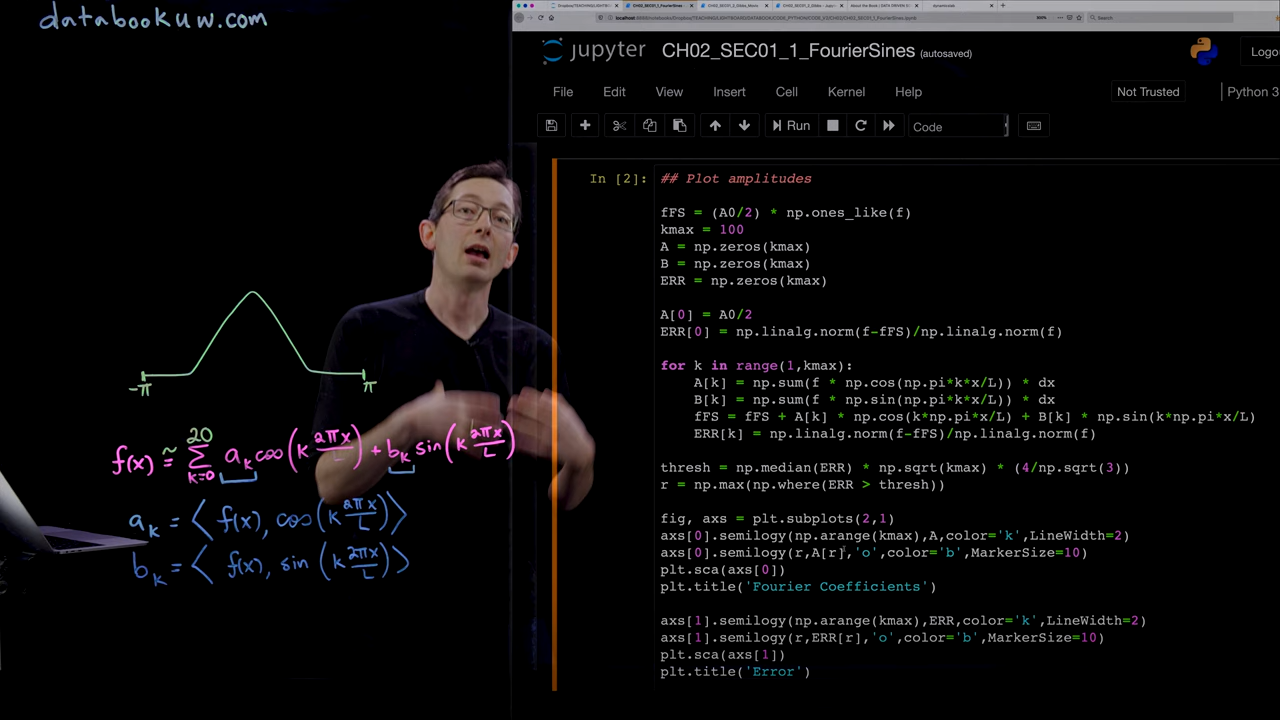 databookuw.com
-π
π
f(x) ≈ 20 Σ k=0 a_k cos(k 2πx/L) + b_k sin(k 2πx/L)
a_k = ⟨ f(x), cos(k 2πx/L) ⟩
b_k = ⟨ f(x), sin(k 2πx/L) ⟩
jupyter CH02_SEC01_1_FourierSines (autosaved)
Logo
File Edit View Insert Cell Kernel Help Not Trusted Python 3
Run Code
In [2]: ## Plot amplitudes
fFS = (A0/2) * np.ones_like(f)
kmax = 100
A = np.zeros(kmax)
B = np.zeros(kmax)
ERR = np.zeros(kmax)
A[0] = A0/2
ERR[0] = np.linalg.norm(f-fFS)/np.linalg.norm(f)
for k in range(1,kmax):
A[k] = np.sum(f * np.cos(np.pi*k*x/L)) * dx
B[k] = np.sum(f * np.sin(np.pi*k*x/L)) * dx
fFS = fFS + A[k] * np.cos(k*np.pi*x/L) + B[k] * np.sin(k*np.pi*x/L)
ERR[k] = np.linalg.norm(f-fFS)/np.linalg.norm(f)
thresh = np.median(ERR) * np.sqrt(kmax) * (4/np.sqrt(3))
r = np.max(np.where(ERR > thresh))
fig, axs = plt.subplots(2,1)
axs[0].semilogy(np.arange(kmax),A,color='k',LineWidth=2)
axs[0].semilogy(r,A[r],'o',color='b',MarkerSize=10)
plt.sca(axs[0])
plt.title('Fourier Coefficients')
axs[1].semilogy(np.arange(kmax),ERR,color='k',LineWidth=2)
axs[1].semilogy(r,ERR[r],'o',color='b',MarkerSize=10)
plt.sca(axs[1])
plt.title('Error')